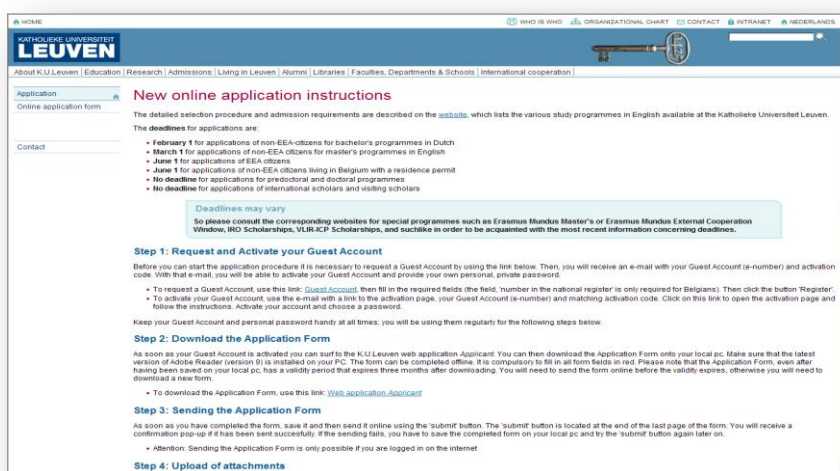 HOME WHO IS WHO ORGANIZATIONAL CHART CONTACT INTRANET NEDERLANDS
KATHOLIEKE UNIVERSITEIT
LEUVEN
About K.U.Leuven | Education | Research | Admissions | Living in Leuven | Alumni | Libraries | Faculties, Departments & Schools | International cooperation |
Application
Online application form
Contact
New online application instructions
The detailed selection procedure and admission requirements are described on the website, which lists the various study programmes in English available at the Katholieke Universiteit Leuven.
The deadlines for applications are:
• February 1 for applications of non-EEA-citizens for bachelor's programmes in Dutch
• March 1 for applications of non-EEA citizens for master's programmes in English
• June 1 for applications of EEA citizens
• June 1 for applications of non-EEA citizens living in Belgium with a residence permit
• No deadline for applications for predoctoral and doctoral programmes
• No deadline for applications of international scholars and visiting scholars
Deadlines may vary
So please consult the corresponding websites for special programmes such as Erasmus Mundus Master's or Erasmus Mundus External Cooperation
Window, IRO Scholarships, VLIR-ICP Scholarships, and suchlike in order to be acquainted with the most recent information concerning deadlines.
Step 1: Request and Activate your Guest Account
Before you can start the application procedure it is necessary to request a Guest Account by using the link below. Then, you will receive an e-mail with your Guest Account (e-number) and activation
code. With that e-mail, you will be able to activate your Guest Account and provide your own personal, private password.
• To request a Guest Account, use this link: Guest Account, then fill in the required fields (the field, 'number in the national register' is only required for Belgians). Then click the button 'Register'.
• To activate your Guest Account, use the e-mail with a link to the activation page, your Guest Account (e-number) and matching activation code. Click on this link to open the activation page and
follow the instructions. Activate your account and choose a password.
Keep your Guest Account and personal password handy at all times; you will be using them regularly for the following steps below.
Step 2: Download the Application Form
As soon as your Guest Account is activated you can surf to the K.U.Leuven web application Applicant. You can then download the Application Form onto your local pc. Make sure that the latest
version of Adobe Reader (version 9) is installed on your PC. The form can be completed offline. It is compulsory to fill in all form fields in red. Please note that the Application Form, even after
having been saved on your local pc, has a validity period that expires three months after downloading. You will need to send the form online before the validity expires, otherwise you will need to
download a new form.
• To download the Application Form, use this link: Web application Applicant
Step 3: Sending the Application Form
As soon as you have completed the form, save it and then send it online using the 'submit' button. The 'submit' button is located at the end of the last page of the form. You will receive a
confirmation pop-up if it has been sent succesfully. If the sending fails, you have to save the completed form on your local pc and try the 'submit' button again later on.
• Attention: Sending the Application Form is only possible if you are logged in on the internet
Step 4: Upload of attachments